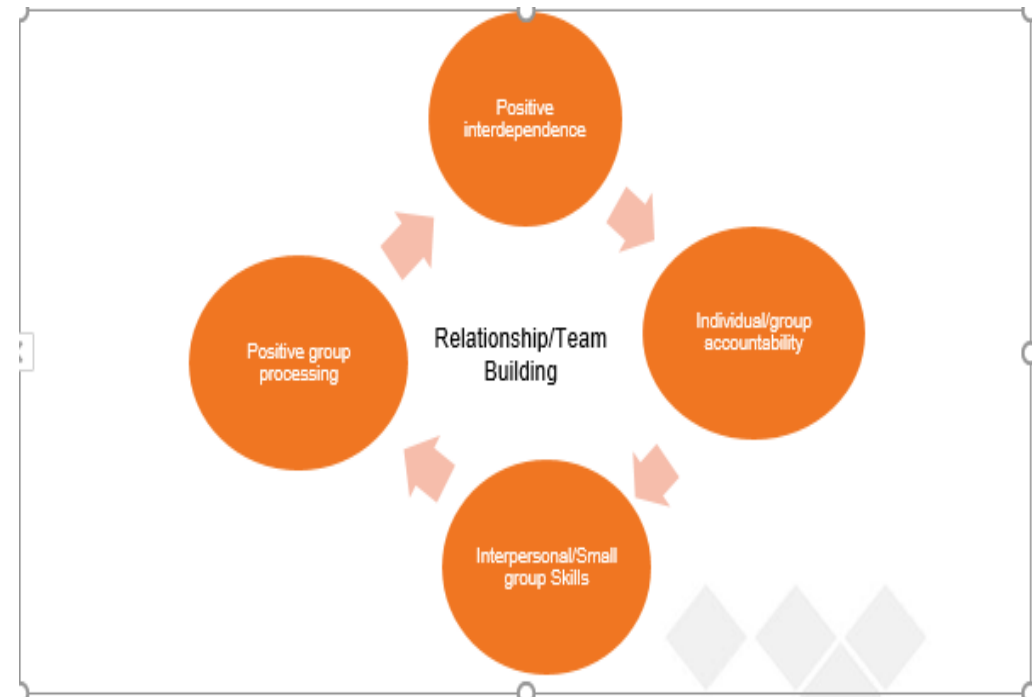 Positive
interdependence
Individual/group
accountability
Relationship/Team
Building
Positive group
processing
Interpersonal/Small
group Skills